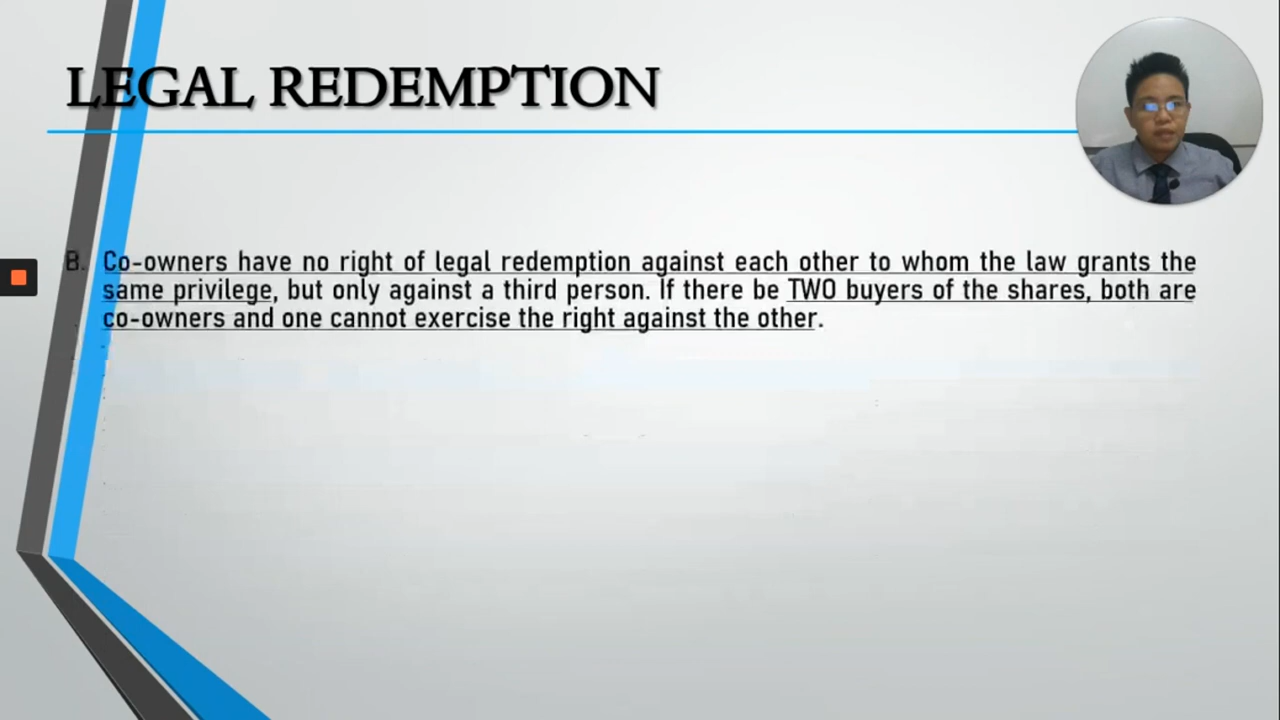 LEGAL REDEMPTION
B. Co-owners have no right of legal redemption against each other to whom the law grants the
same privilege, but only against a third person. If there be TWO buyers of the shares, both are
co-owners and one cannot exercise the right against the other.